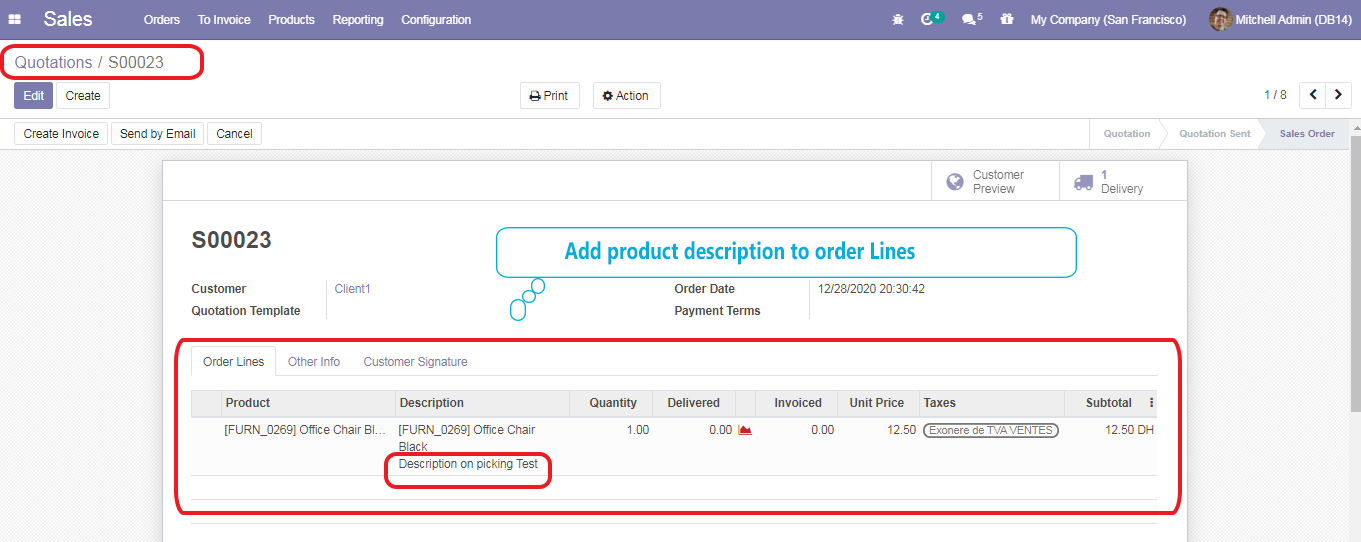 Sales Orders To Invoice Products Reporting Configuration 4 5 My Company (San Francisco) Mitchell Admin (DB14)
Quotations / S00023
Edit Create Print Action 1 / 8
Create Invoice Send by Email Cancel Quotation Quotation Sent Sales Order
Customer Preview
1 Delivery
S00023
Add product description to order Lines
Customer Client1 Order Date 12/28/2020 20:30:42
Quotation Template Payment Terms
Order Lines Other Info Customer Signature
Product Description Quantity Delivered Invoiced Unit Price Taxes Subtotal
[FURN_0269] Office Chair Bl... [FURN_0269] Office Chair 1.00 0.00 0.00 12.50 Exonere de TVA VENTES 12.50 DH
Black
Description on picking Test